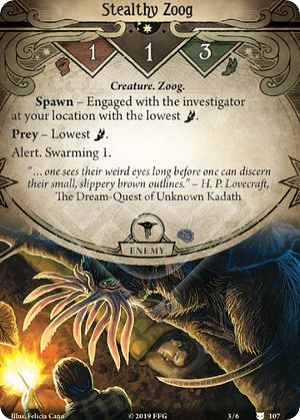 Stealthy Zoog
1 1 3
Creature. Zoog.
Spawn – Engaged with the investigator
at your location with the lowest .
Prey – Lowest .
Alert. Swarming 1.
“… one sees their weird eyes long before one can discern
their small, slippery brown outlines.” – H. P. Lovecraft,
The Dream-Quest of Unknown Kadath
ENEMY
Illus. Felicia Cano
© 2019 FFG
3/6
107